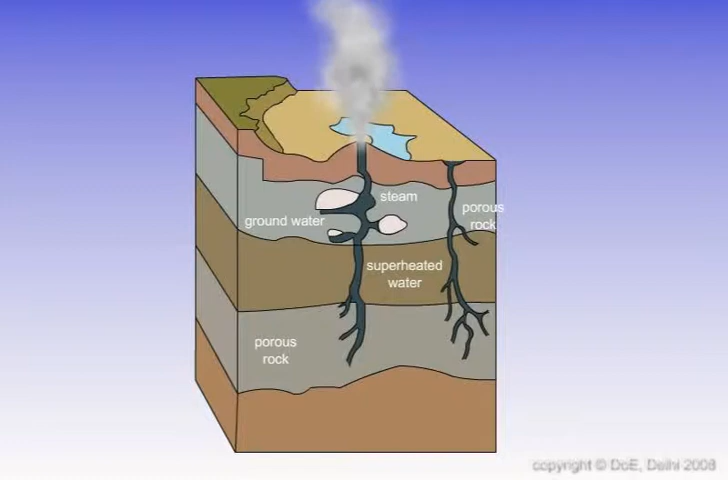 steam
ground water
porous
rock
superheated
water
porous
rock
copyright © DoE, Delhi 2008